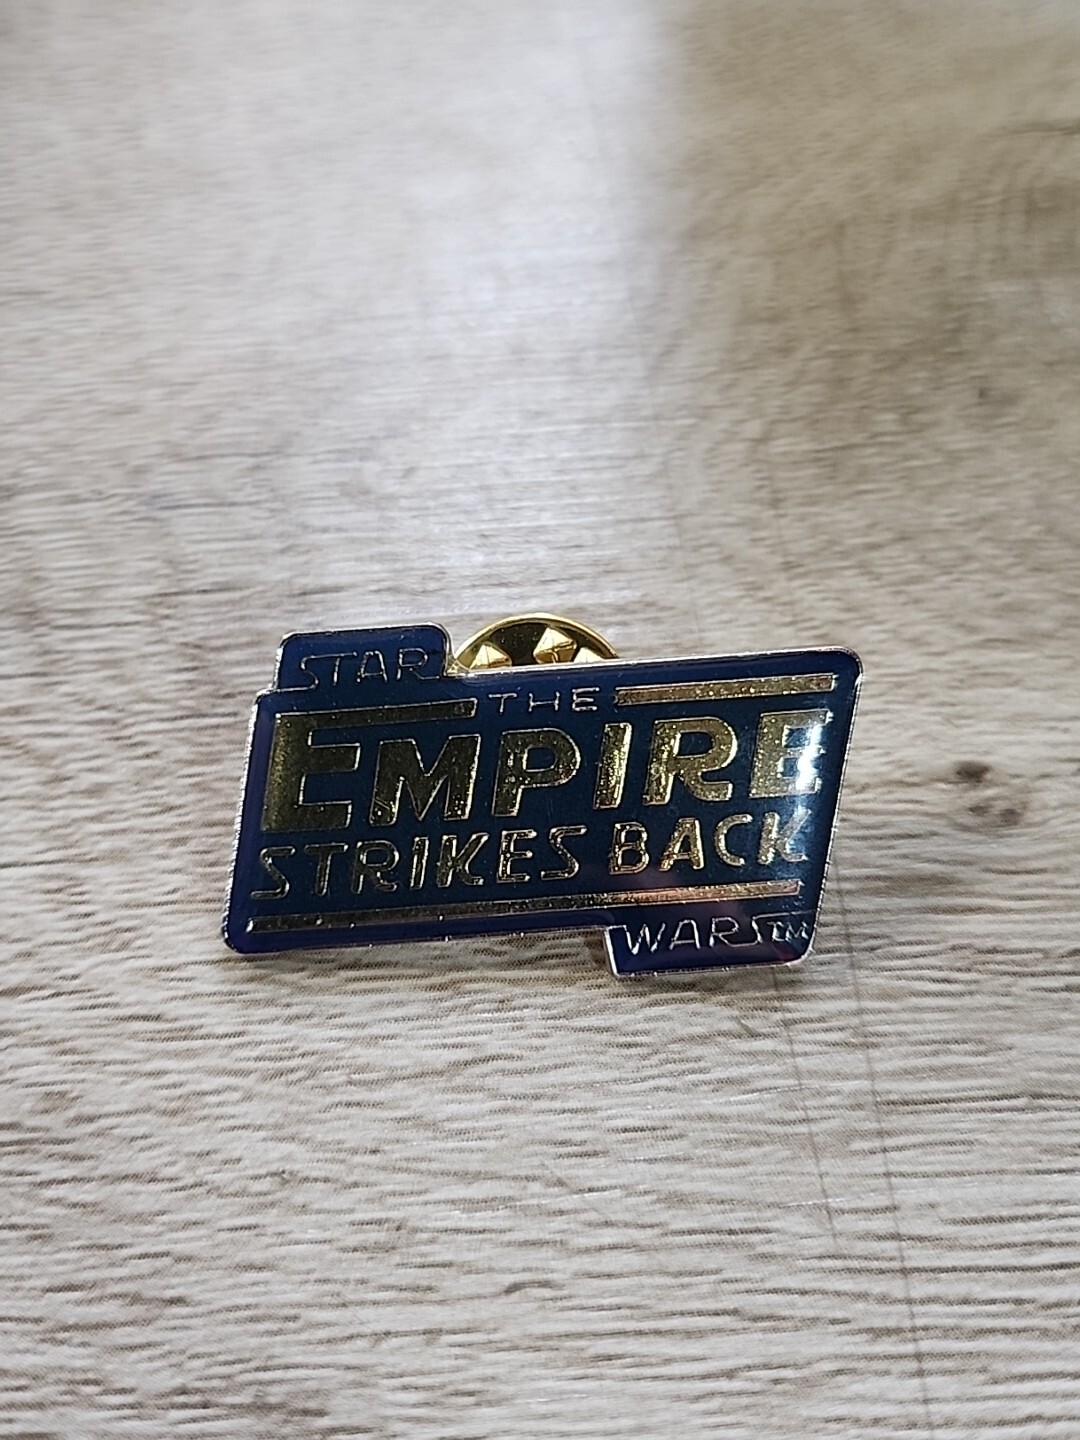 STAR
THE
EMPIRE
STRIKES BACK
WARS™